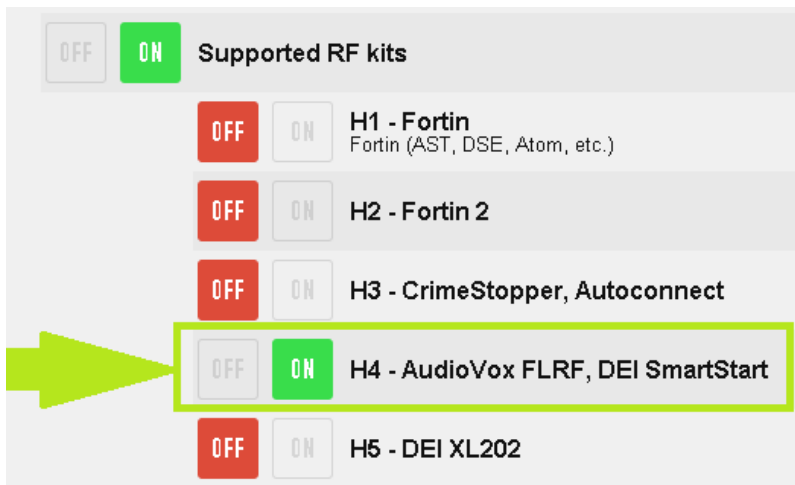 OFF ON Supported RF kits
OFF ON H1 - Fortin
Fortin (AST, DSE, Atom, etc.)
OFF ON H2 - Fortin 2
OFF ON H3 - CrimeStopper, Autoconnect
OFF ON H4 - AudioVox FLRF, DEI SmartStart
OFF ON H5 - DEI XL202